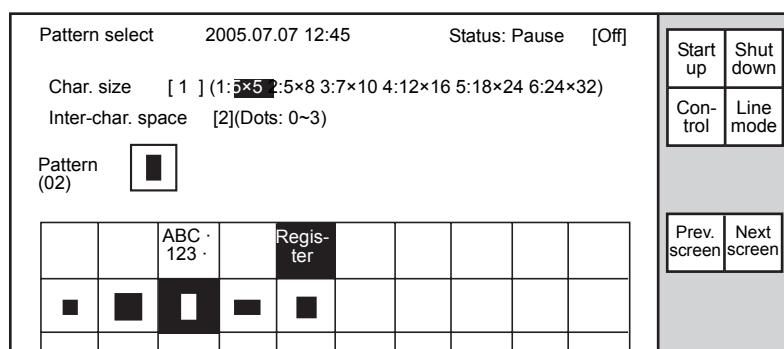 Pattern select 2005.07.07 12:45 Status: Pause [Off]
Char. size [ 1 ] (1:5×5 2:5×8 3:7×10 4:12×16 5:18×24 6:24×32)
Inter-char. space [2](Dots: 0~3)
Pattern
(02)
ABC ·
123 ·
Regis-
ter
Start
up
Shut
down
Con-
trol
Line
mode
Prev.
screen
Next
screen